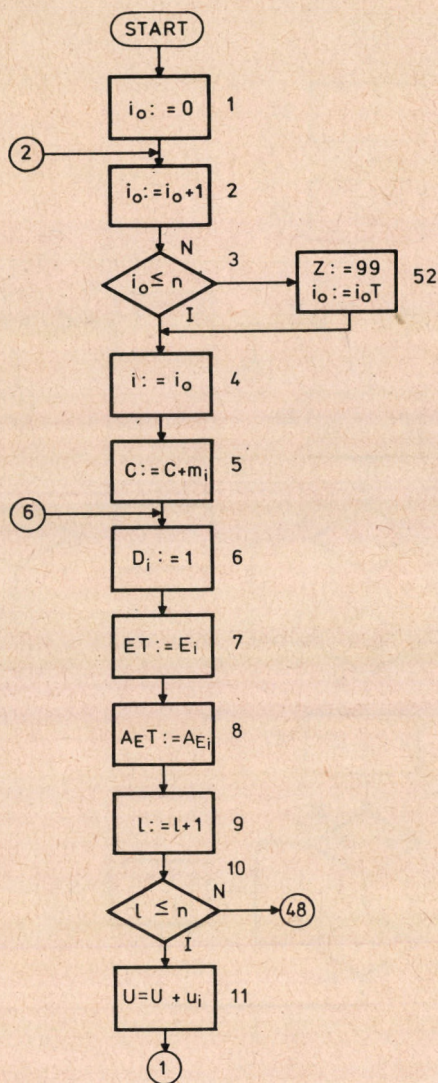 START
i₀: =0 1
2
i₀:=i₀+1 2
N
i₀≤ n 3
Z: =99
i₀:=i₀T 52
I
i: = i₀ 4
C: = C+mᵢ 5
6
Dᵢ : =1 6
ET: = Eᵢ 7
A_ET:=A_Eᵢ 8
l: = l+1 9
10
l ≤ n N 48
I
U=U + uᵢ 11
1